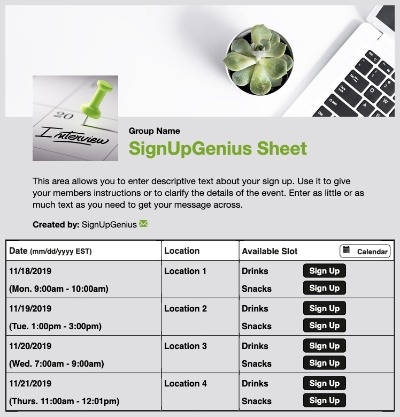 20
Interview
Group Name
SignUpGenius Sheet
This area allows you to enter descriptive text about your sign up. Use it to give
your members instructions or to clarify the details of the event. Enter as little or as
much text as you need to get your message across.
Created by: SignUpGenius
Date (mm/dd/yyyy EST) Location Available Slot Calendar
11/18/2019 Location 1 Drinks Sign Up
(Mon. 9:00am - 10:00am) Snacks Sign Up
11/19/2019 Location 2 Drinks Sign Up
(Tue. 1:00pm - 3:00pm) Snacks Sign Up
11/20/2019 Location 3 Drinks Sign Up
(Wed. 7:00am - 9:00am) Snacks Sign Up
11/21/2019 Location 4 Drinks Sign Up
(Thurs. 11:00am - 12:01pm) Snacks Sign Up